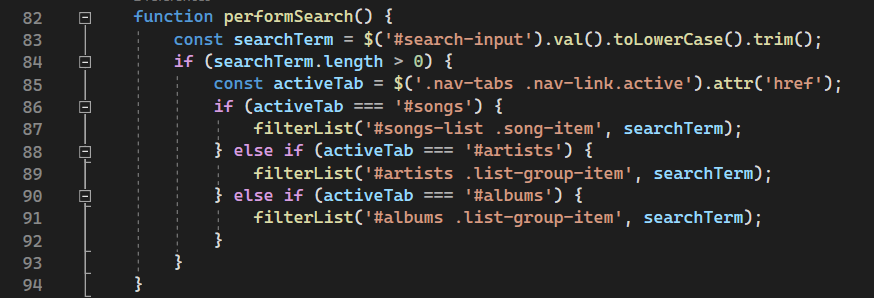 82 function performSearch() {
83 const searchTerm = $('#search-input').val().toLowerCase().trim();
84 if (searchTerm.length > 0) {
85 const activeTab = $('.nav-tabs .nav-link.active').attr('href');
86 if (activeTab === '#songs') {
87 filterList('#songs-list .song-item', searchTerm);
88 } else if (activeTab === '#artists') {
89 filterList('#artists .list-group-item', searchTerm);
90 } else if (activeTab === '#albums') {
91 filterList('#albums .list-group-item', searchTerm);
92 }
93 }
94 }